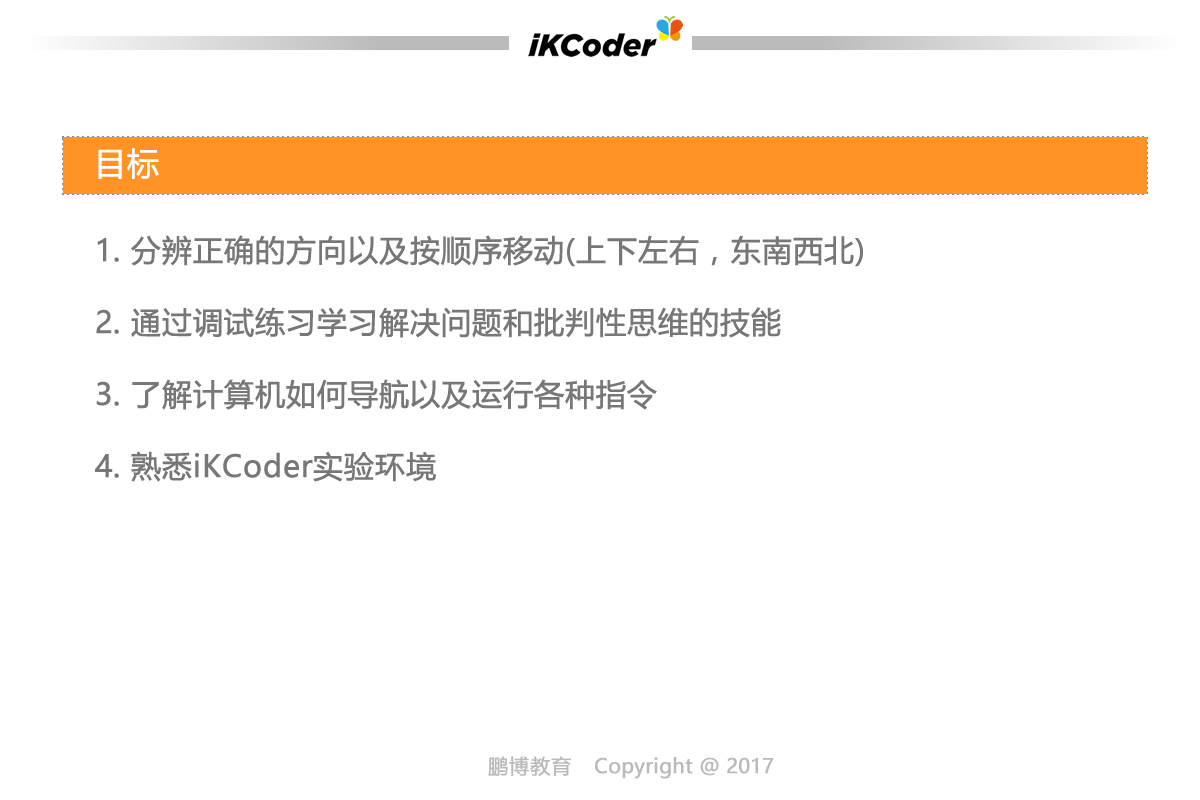 iKCoder
目标
1. 分辨正确的方向以及按顺序移动(上下左右，东南西北)
2. 通过调试练习学习解决问题和批判性思维的技能
3. 了解计算机如何导航以及运行各种指令
4. 熟悉iKCoder实验环境
鹏博教育 Copyright @ 2017